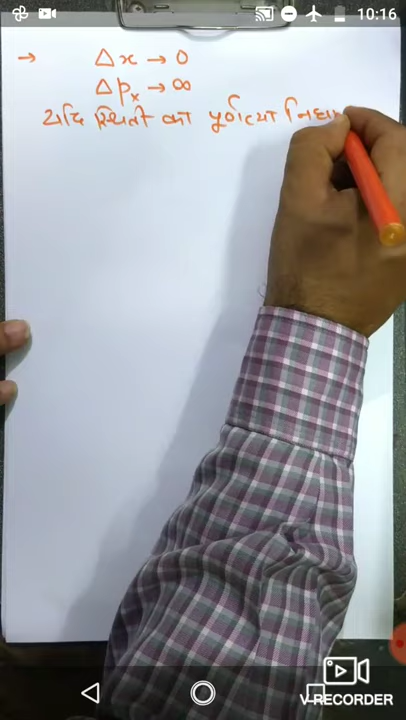 10:16
→ Δx → 0
Δpₓ → ∞
यदि स्थिती का पूर्णतया निर्धा
V-RECORDER